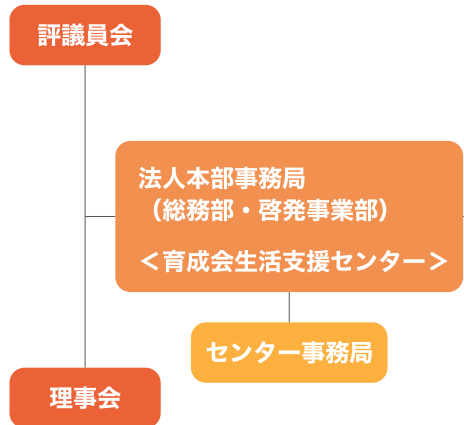 評議員会
法人本部事務局
（総務部・啓発事業部）
＜育成会生活支援センター＞
センター事務局
理事会